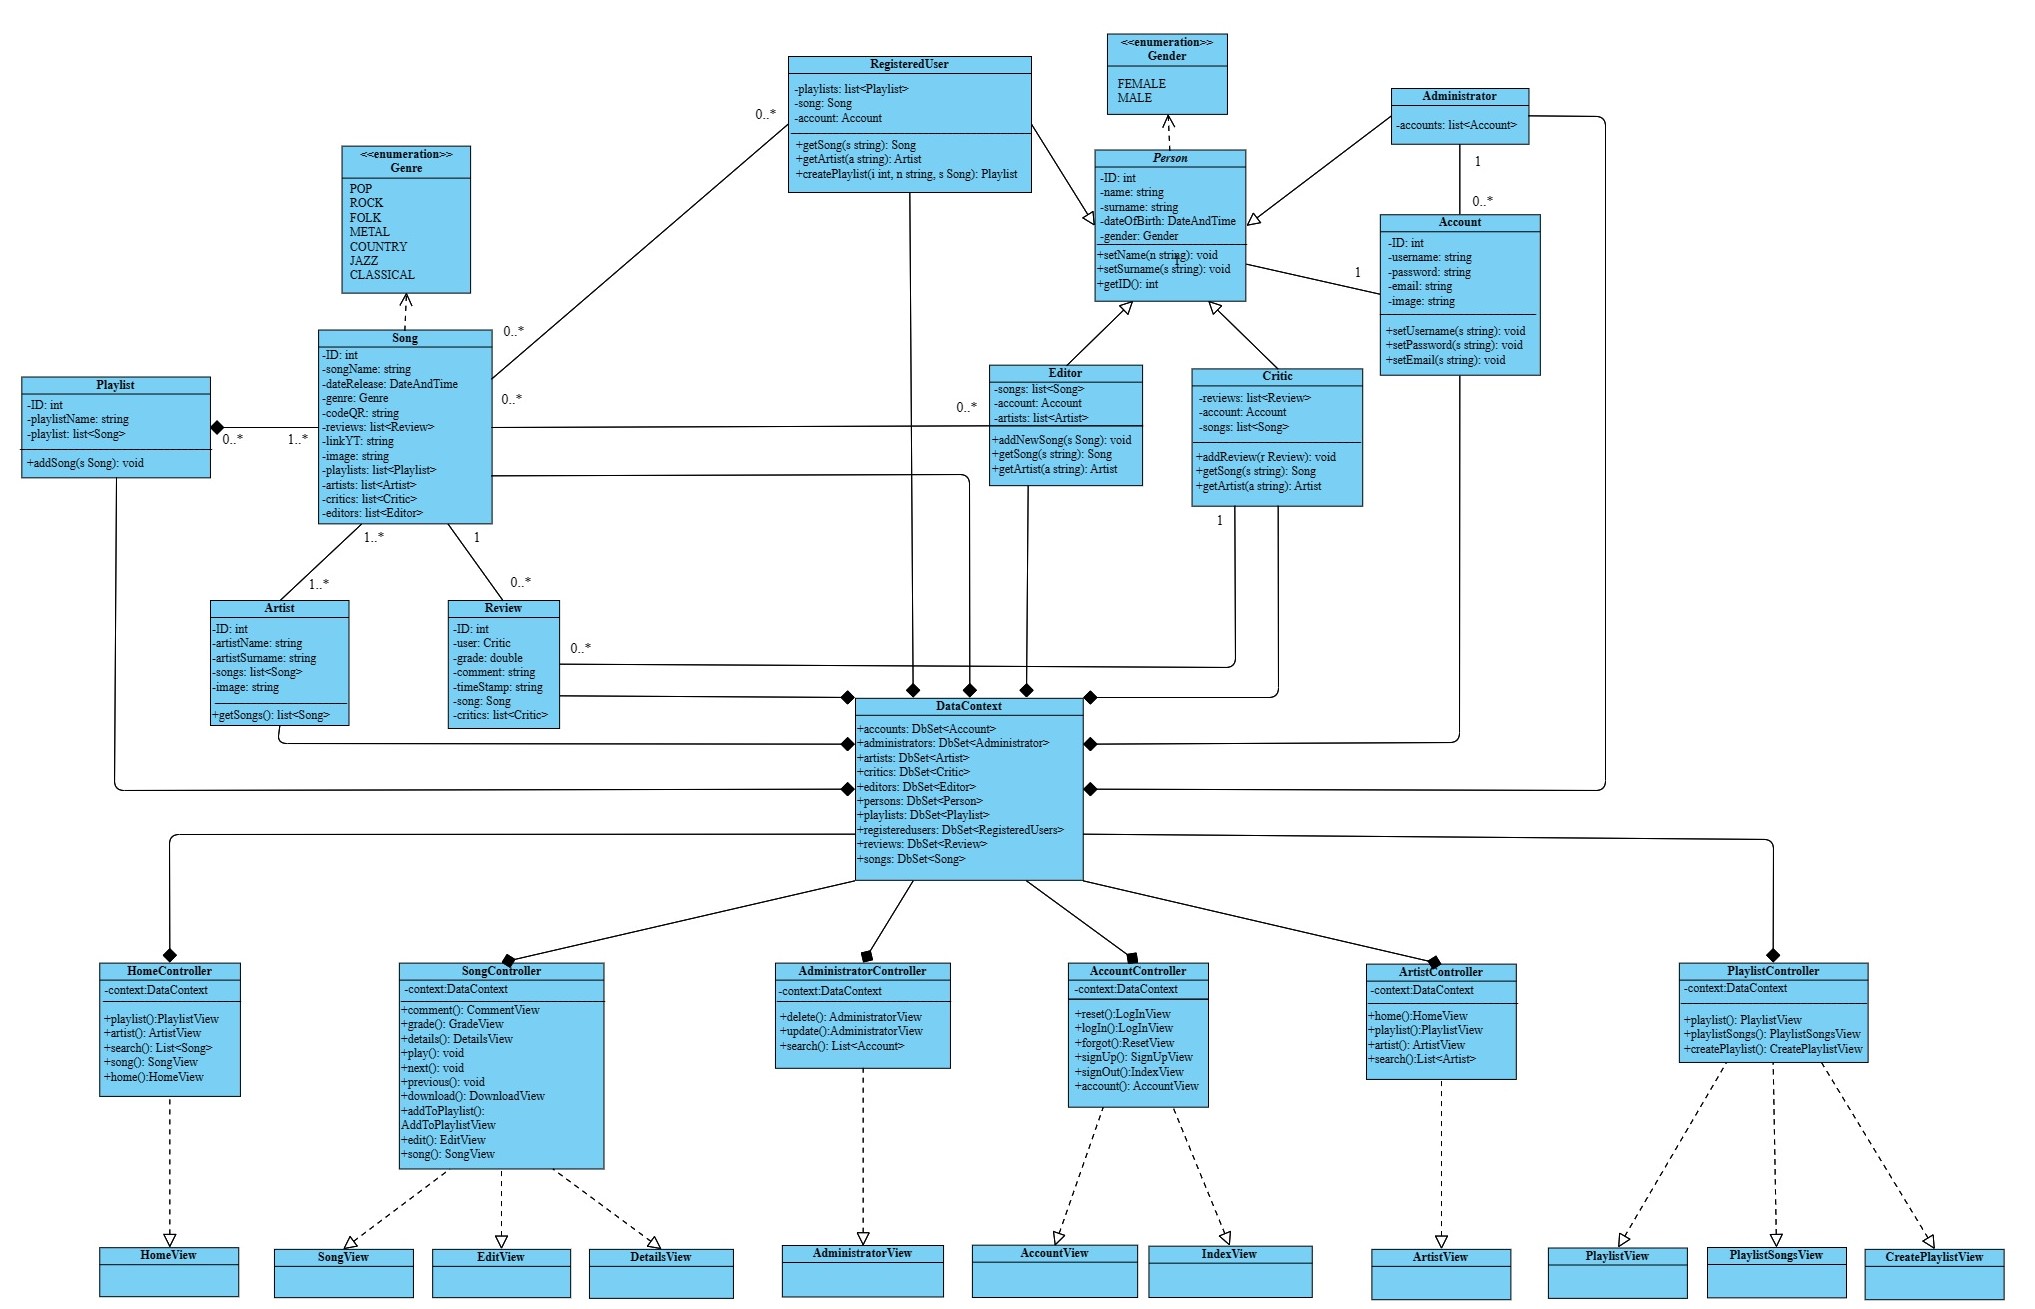 <<enumeration>>
Gender
FEMALE
MALE
RegisteredUser
-playlists: list<Playlist>
-song: Song
-account: Account
+getSong(s string): Song
+getArtist(a string): Artist
+createPlaylist(i int, n string, s Song): Playlist
0..*
Administrator
-accounts: list<Account>
1
0..*
<<enumeration>>
Genre
POP
ROCK
FOLK
METAL
COUNTRY
JAZZ
CLASSICAL
Person
-ID: int
-name: string
-surname: string
-dateOfBirth: DateAndTime
-gender: Gender
+setName(n string): void
+setSurname(s string): void
+getID(): int
1
1
Account
-ID: int
-username: string
-password: string
-email: string
-image: string
+setUsername(s string): void
+setPassword(s string): void
+setEmail(s string): void
Song
-ID: int
-songName: string
-dateRelease: DateAndTime
-genre: Genre
-codeQR: string
-reviews: list<Review>
-linkYT: string
-image: string
-playlists: list<Playlist>
-artists: list<Artist>
-critics: list<Critic>
-editors: list<Editor>
0..*
0..*
0..*
Playlist
-ID: int
-playlistName: string
-playlist: list<Song>
+addSong(s Song): void
0..*
1..*
Editor
-songs: list<Song>
-account: Account
-artists: list<Artist>
+addNewSong(s Song): void
+getSong(s string): Song
+getArtist(a string): Artist
Critic
-reviews: list<Review>
-account: Account
-songs: list<Song>
+addReview(r Review): void
+getSong(s string): Song
+getArtist(a string): Artist
1
1..*
1
1..*
0..*
Artist
-ID: int
-artistName: string
-artistSurname: string
-songs: list<Song>
-image: string
+getSongs(): list<Song>
Review
-ID: int
-user: Critic
-grade: double
-comment: string
-timeStamp: string
-song: Song
-critics: list<Critic>
0..*
DataContext
+accounts: DbSet<Account>
+administrators: DbSet<Administrator>
+artists: DbSet<Artist>
+critics: DbSet<Critic>
+editors: DbSet<Editor>
+persons: DbSet<Person>
+playlists: DbSet<Playlist>
+registeredusers: DbSet<RegisteredUsers>
+reviews: DbSet<Review>
+songs: DbSet<Song>
HomeController
-context:DataContext
+playlist():PlaylistView
+artist(): ArtistView
+search(): List<Song>
+song(): SongView
+home():HomeView
SongController
-context:DataContext
+comment(): CommentView
+grade(): GradeView
+details(): DetailsView
+play(): void
+next(): void
+previous(): void
+download(): DownloadView
+addToPlaylist():
AddToPlaylistView
+edit(): EditView
+song(): SongView
AdministratorController
-context:DataContext
+delete(): AdministratorView
+update():AdministratorView
+search(): List<Account>
AccountController
-context:DataContext
+reset():LogInView
+logIn():LogInView
+forgot():ResetView
+signUp(): SignUpView
+signOut():IndexView
+account(): AccountView
ArtistController
-context:DataContext
+home():HomeView
+playlist():PlaylistView
+artist(): ArtistView
+search():List<Artist>
PlaylistController
-context:DataContext
+playlist(): PlaylistView
+playlistSongs(): PlaylistSongsView
+createPlaylist(): CreatePlaylistView
HomeView
SongView
EditView
DetailsView
AdministratorView
AccountView
IndexView
ArtistView
PlaylistView
PlaylistSongsView
CreatePlaylistView